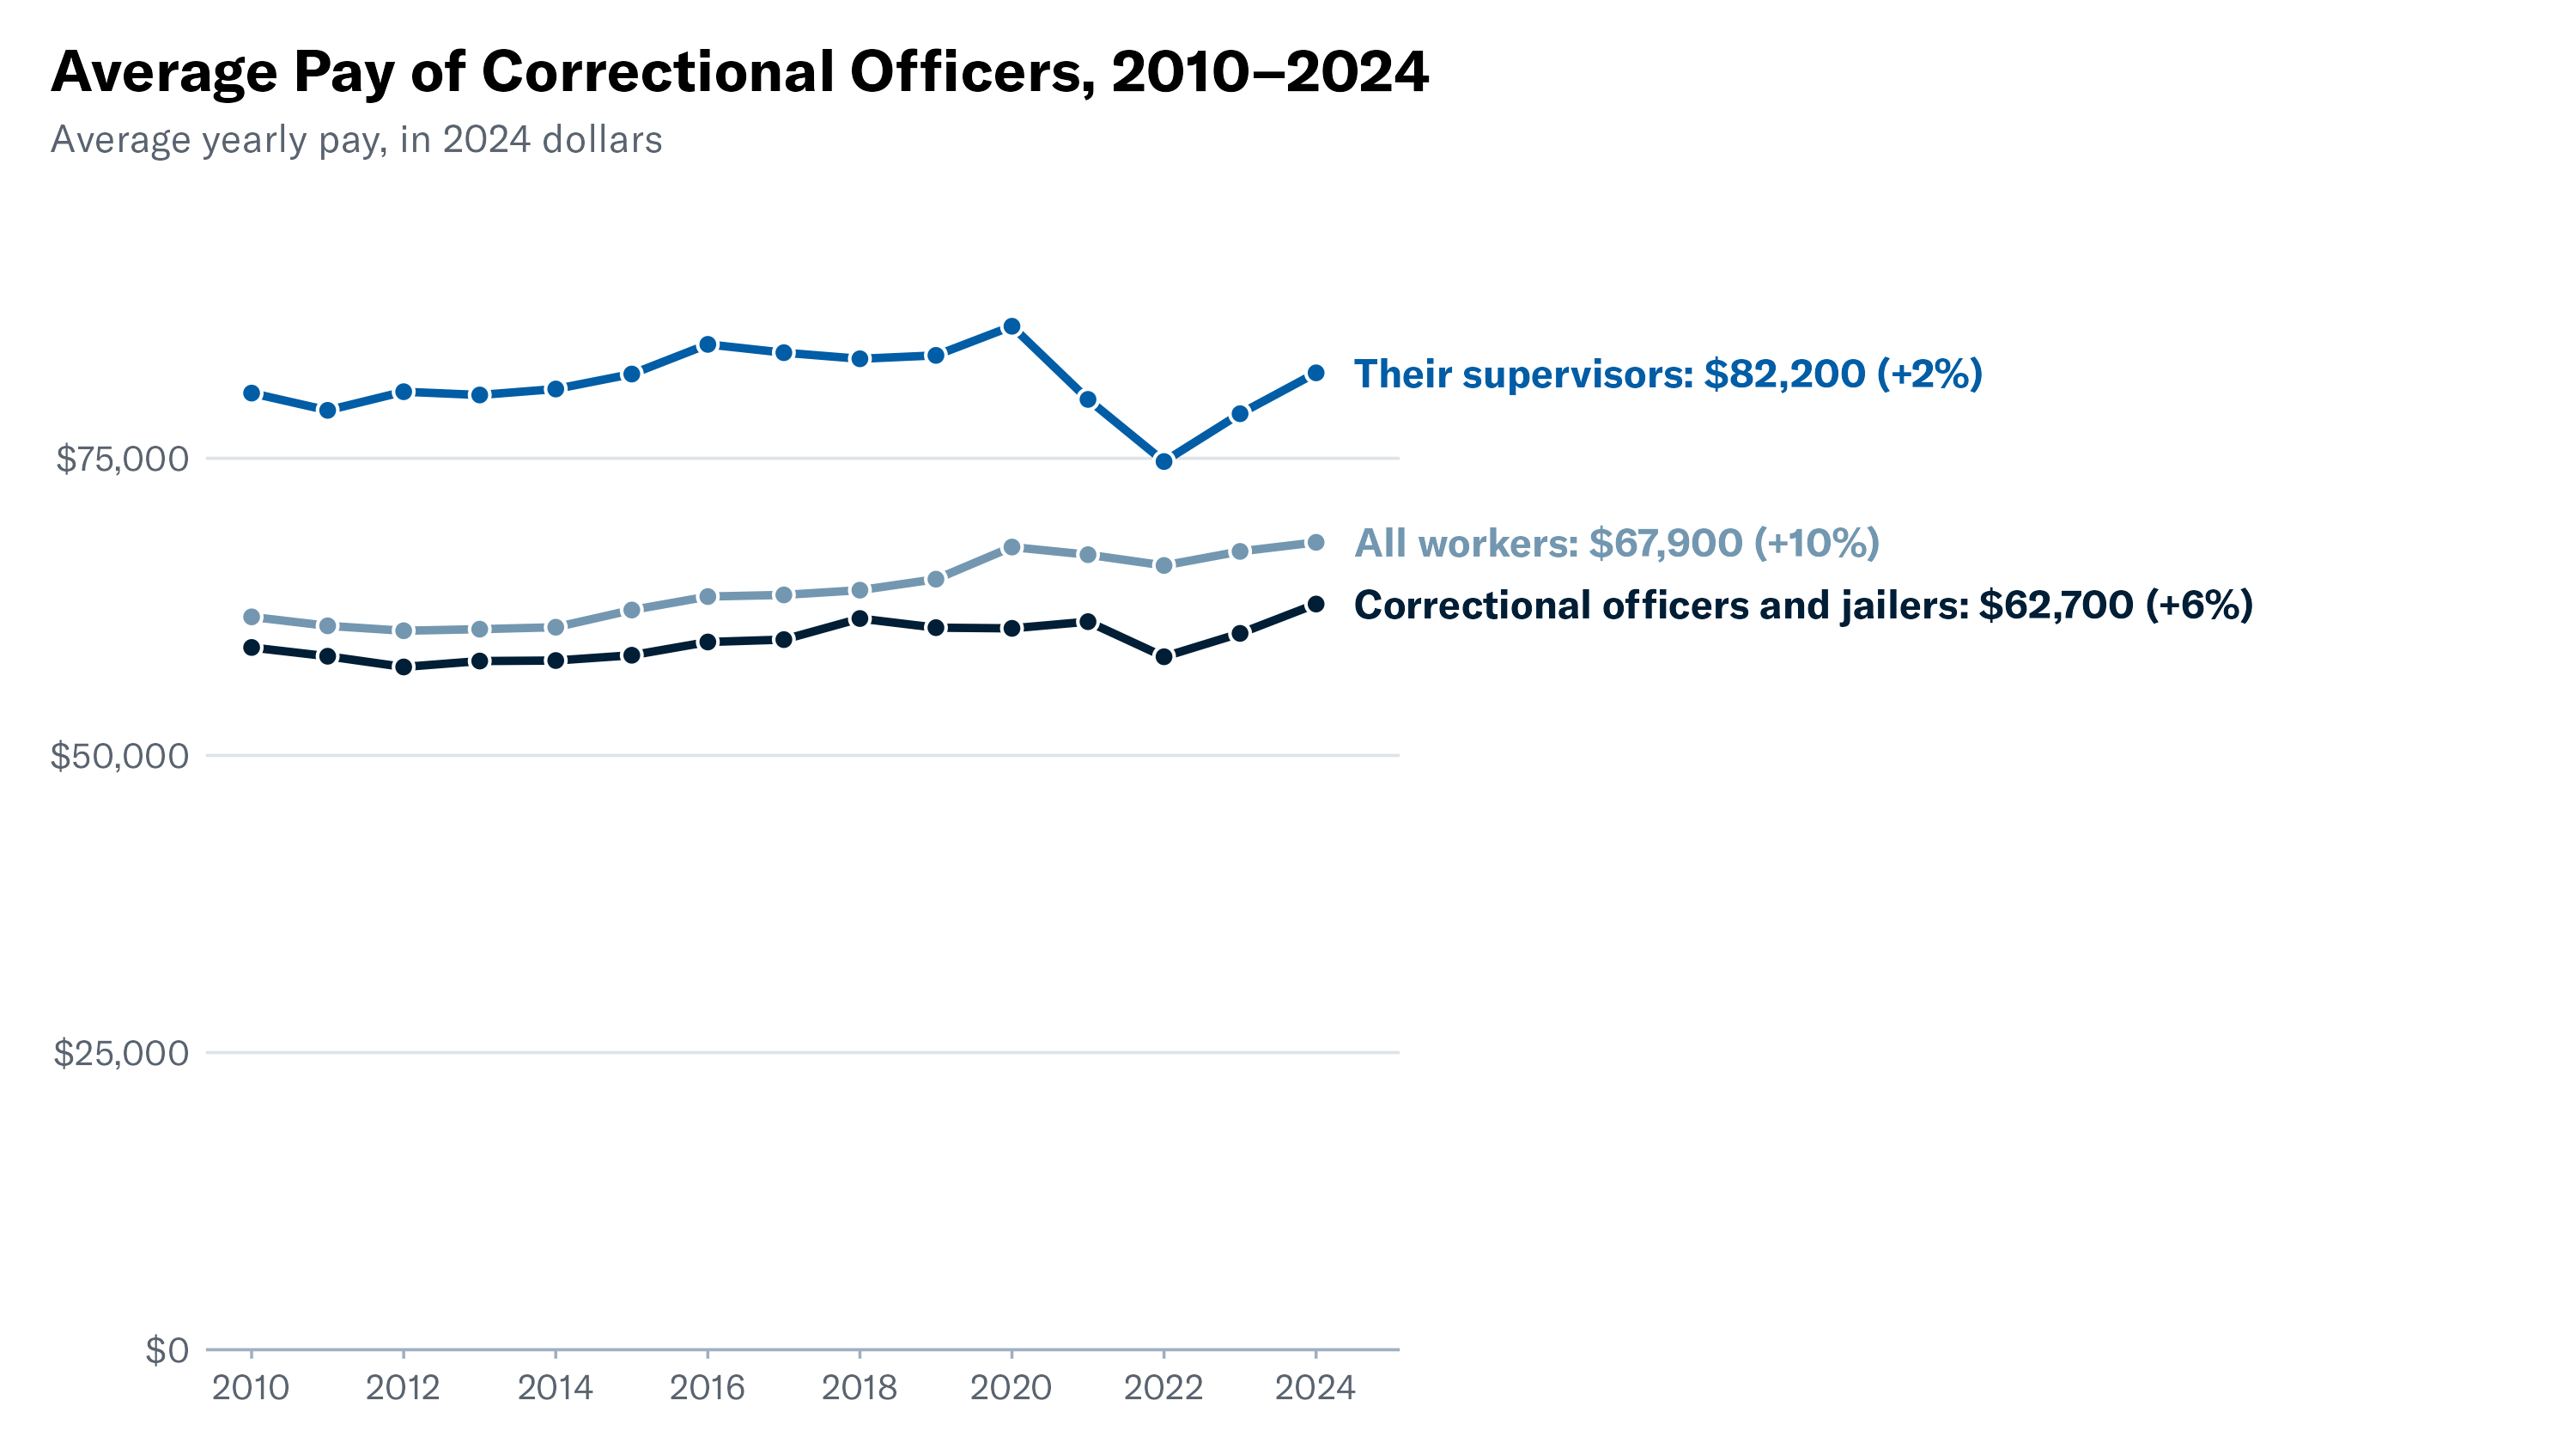 Average Pay of Correctional Officers, 2010–2024
Average yearly pay, in 2024 dollars
Their supervisors: $82,200 (+2%)
$75,000
All workers: $67,900 (+10%)
Correctional officers and jailers: $62,700 (+6%)
$50,000
$25,000
$0
2010 2012 2014 2016 2018 2020 2022 2024